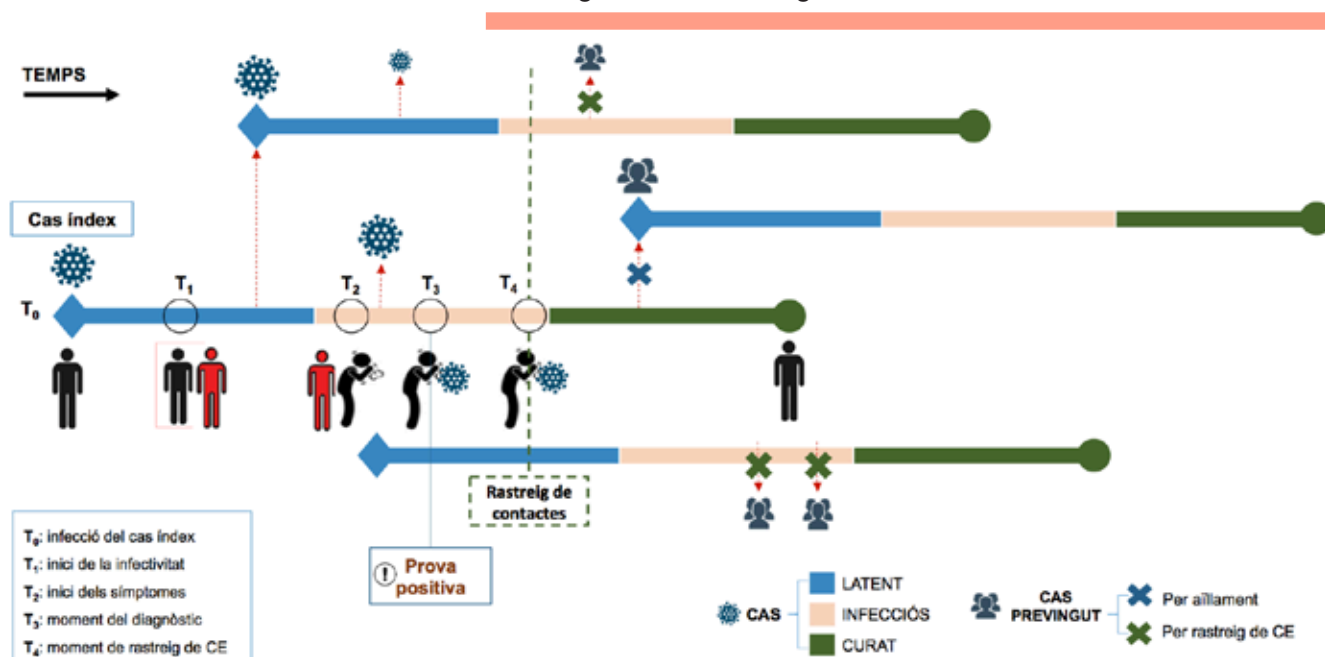 TEMPS
Cas índex
T₀
T₁
T₂
T₃
T₄
Rastreig de
contactes
! Prova
positiva
T₀: infecció del cas índex
T₁: inici de la infectivitat
T₂: inici dels símptomes
T₃: moment del diagnòstic
T₄: moment de rastreig de CE
CAS
LATENT
INFECCIÓS
CURAT
CAS
PREVINGUT
Per aïllament
Per rastreig de CE